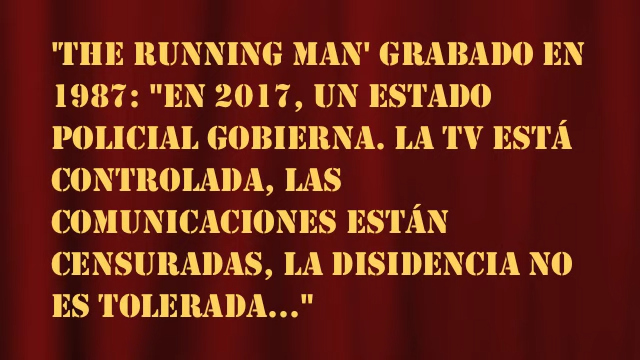 'THE RUNNING MAN' GRABADO EN
1987: "EN 2017, UN ESTADO
POLICIAL GOBIERNA. LA TV ESTÁ
CONTROLADA, LAS
COMUNICACIONES ESTÁN
CENSURADAS, LA DISIDENCIA NO
ES TOLERADA..."